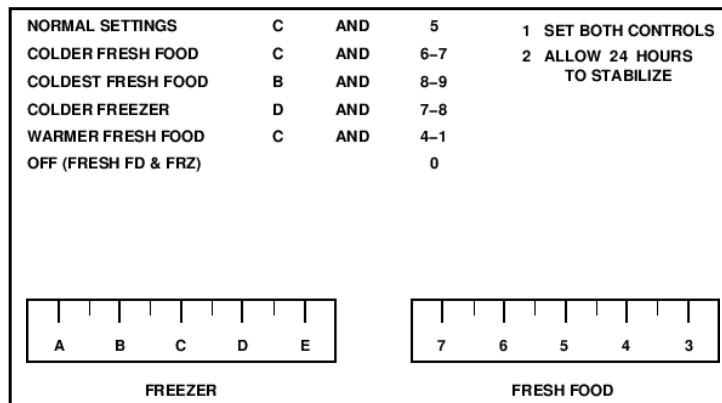 NORMAL SETTINGS C AND 5
COLDER FRESH FOOD C AND 6–7
COLDEST FRESH FOOD B AND 8–9
COLDER FREEZER D AND 7–8
WARMER FRESH FOOD C AND 4–1
OFF (FRESH FD & FRZ) 0
1 SET BOTH CONTROLS
2 ALLOW 24 HOURS
TO STABILIZE
A B C D E
FREEZER
7 6 5 4 3
FRESH FOOD